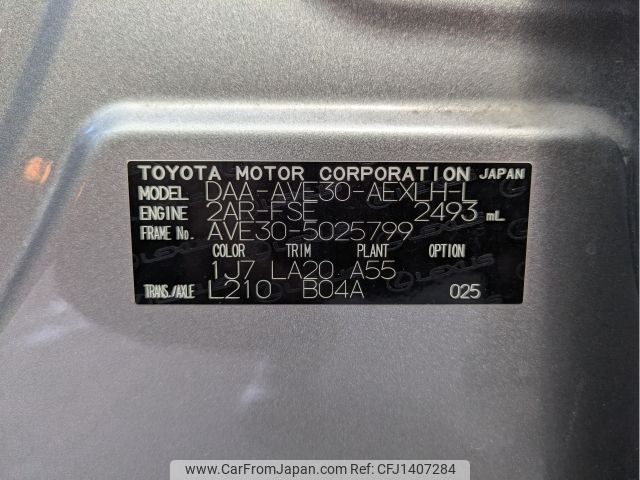 TOYOTA MOTOR CORPORATION JAPAN
MODEL DAA-AVE30-AEXLH-L
ENGINE 2AR-FSE 2493 mL
FRAME No. AVE30-5025799
COLOR TRIM PLANT OPTION
1J7 LA20 A55
TRANS./AXLE L210 B04A 025
LEXUS
www.CarFromJapan.com - CFJ1407284